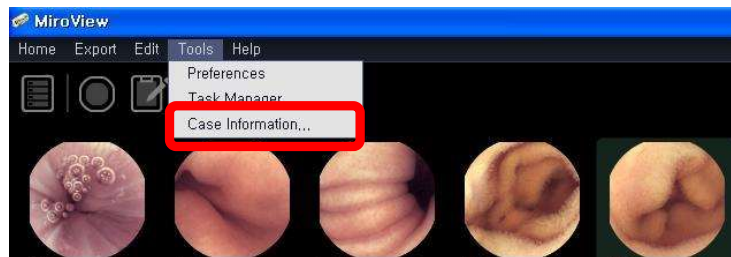 MiroView
Home Export Edit Tools Help
Preferences
Task Manager
Case Information...